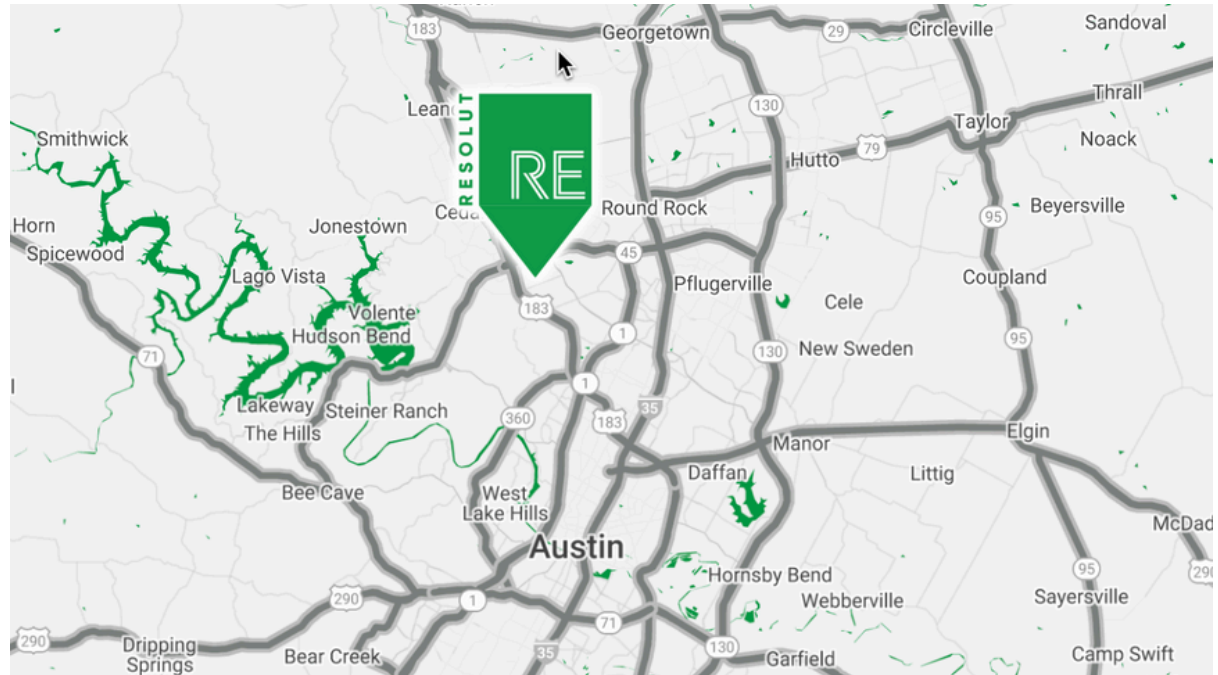 183
Georgetown
29
Circleville
Sandoval
130
Thrall
Taylor
Noack
Smithwick
RESOLUT
RE
79
Hutto
Horn
Spicewood
Jonestown
Round Rock
95
Beyersville
45
Lago Vista
Pflugerville
Cele
Coupland
183
Volente
Hudson Bend
1
71
130
New Sweden
95
1
Lakeway
Steiner Ranch
360
183
35
The Hills
Manor
Elgin
Daffan
Littig
Bee Cave
West
Lake Hills
McDad
Austin
Hornsby Bend
95
290
290
1
Webberville
Sayersville
71
290
Dripping
Springs
Bear Creek
35
130
Garfield
Camp Swift